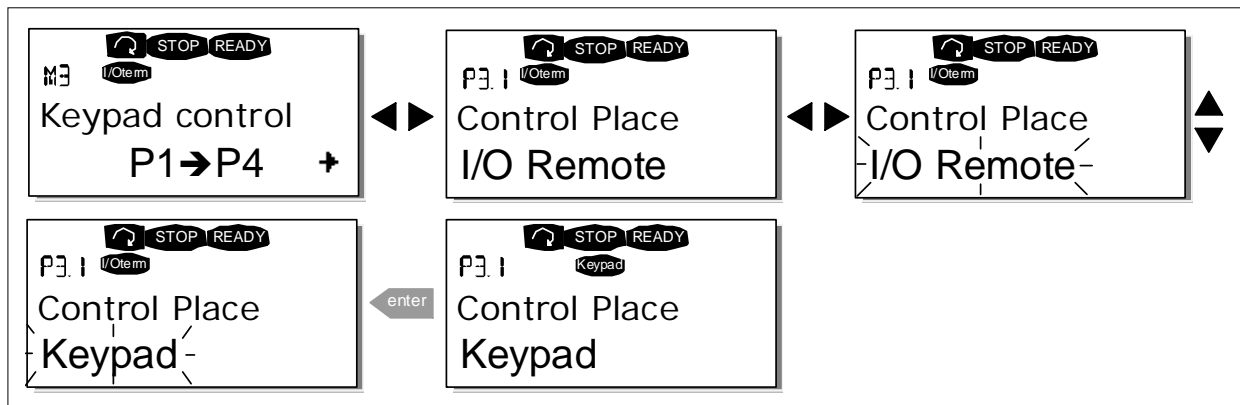 STOP READY
M3 I/Oterm
Keypad control
P1➔P4
STOP READY
P3.1 I/Oterm
Control Place
I/O Remote
STOP READY
P3.1 I/Oterm
Control Place
I/O Remote
STOP READY
P3.1 I/Oterm
Control Place
Keypad
enter
STOP READY
P3.1 Keypad
Control Place
Keypad